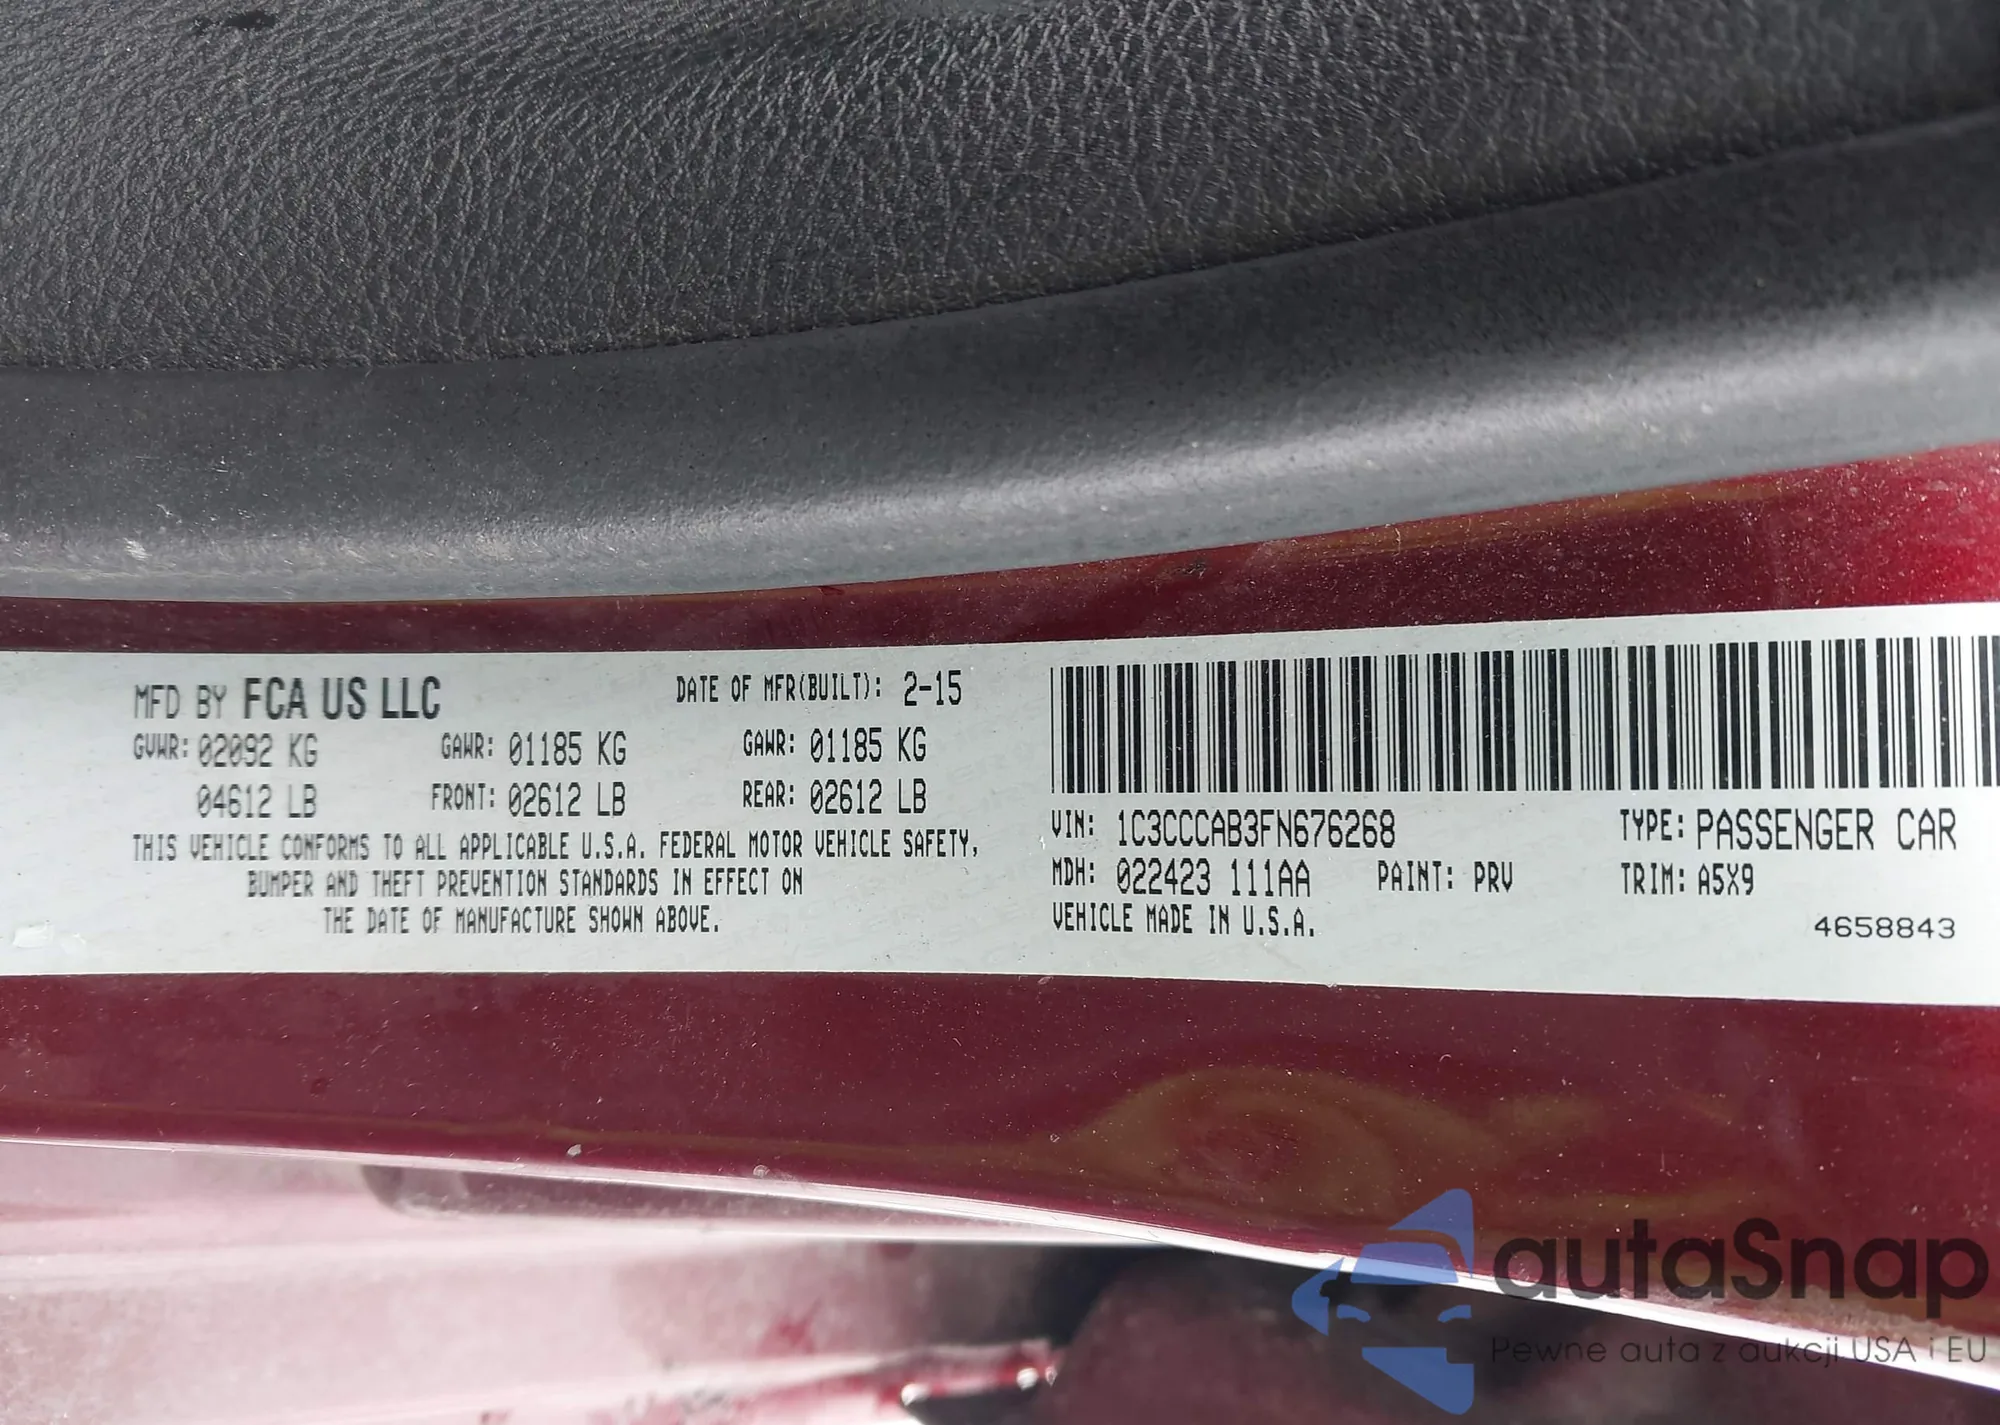 MFD BY FCA US LLC DATE OF MFR(BUILT): 2-15
GVWR: 02092 KG GAWR: 01185 KG GAWR: 01185 KG
04612 LB FRONT: 02612 LB REAR: 02612 LB
THIS VEHICLE CONFORMS TO ALL APPLICABLE U.S.A. FEDERAL MOTOR VEHICLE SAFETY,
BUMPER AND THEFT PREVENTION STANDARDS IN EFFECT ON
THE DATE OF MANUFACTURE SHOWN ABOVE.
VIN: 1C3CCCAB3FN676268 TYPE: PASSENGER CAR
MDH: 022423 111AA PAINT: PRV TRIM: A5X9
VEHICLE MADE IN U.S.A.
4658843
autaSnap
Pewne auta z aukcji USA i EU